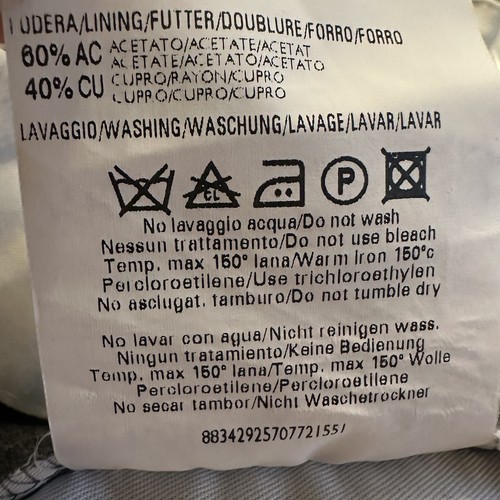 ODERA/LINING/FUTTER/DOUBLURE/FORRO/FORRO
60% AC ACETATO/ACETATE/ACETAT
ACETATE/ACETATO/ACETATO
40% CU CUPRO/RAYON/CUPRO
CUPRO/CUPRO/CUPRO
LAVAGGIO/WASHING/WASCHUNG/LAVAGE/LAVAR/LAVAR
CL P
No lavaggio acqua/Do not wash
Nessun trattamento/Do not use bleach
Temp. max 150° lana/Warm Iron 150°c
Percloroetilene/Use trichloroethylen
No asclugat. tamburo/Do not tumble dry
No lavar con agua/Nicht reinigen wass.
Ningun tratamiento/Keine Bedienung
Temp. max 150° lana/Temp. max 150° Wolle
Percloroetilene/Percloroetilene
No secar tambor/Nicht Waschetrockner